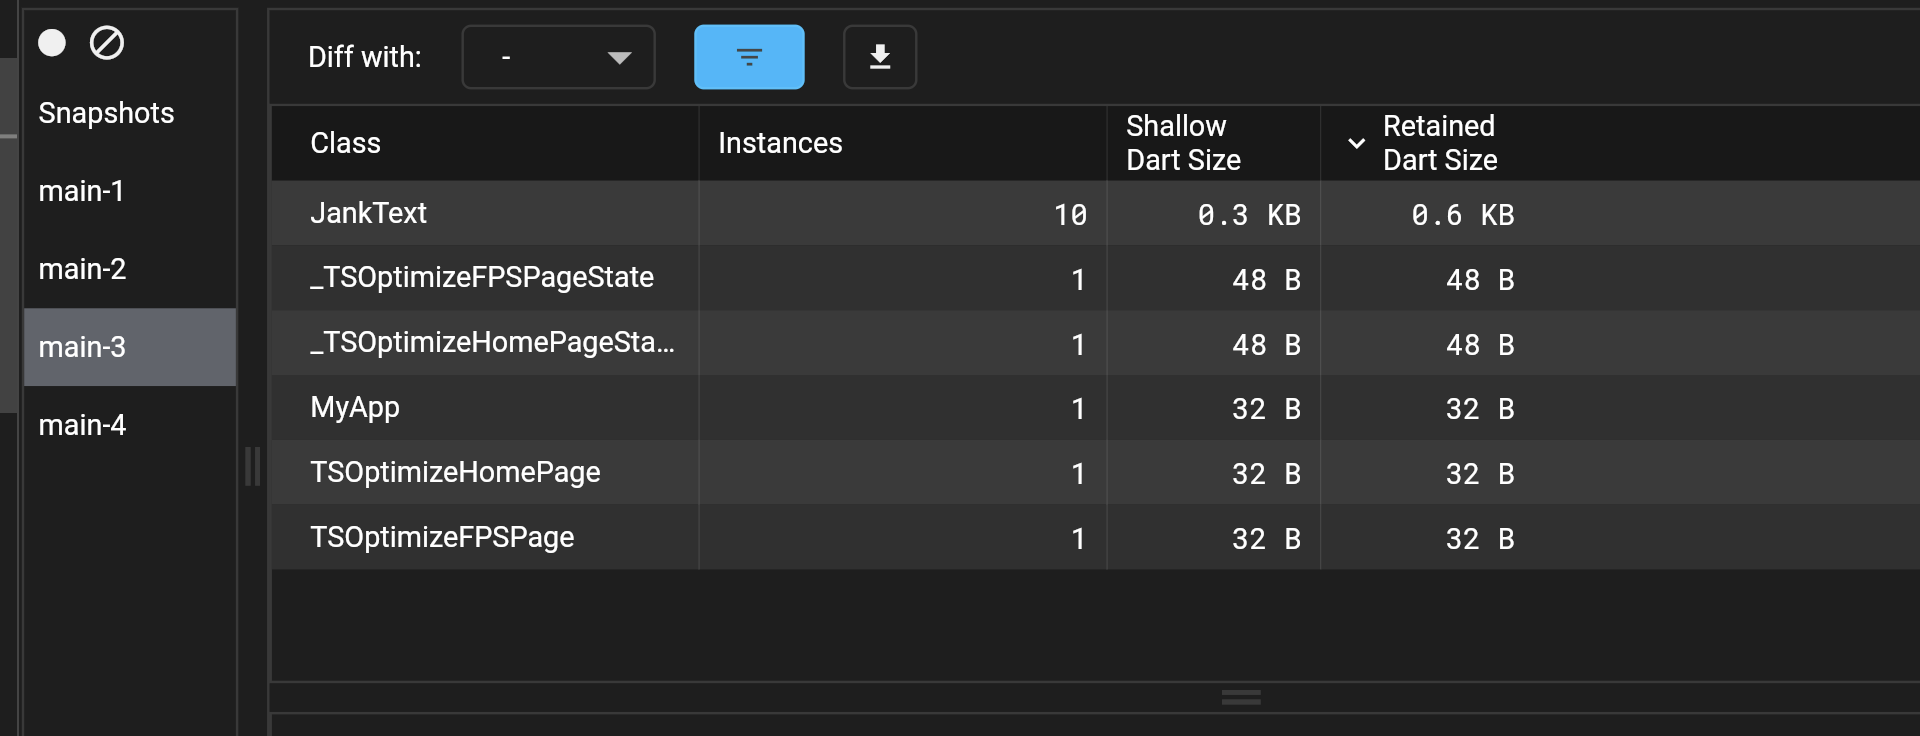 Diff with: -
Snapshots
main-1
main-2
main-3
main-4
Class Instances Shallow Dart Size Retained Dart Size
JankText 10 0.3 KB 0.6 KB
_TSOptimizeFPSPageState 1 48 B 48 B
_TSOptimizeHomePageSta... 1 48 B 48 B
MyApp 1 32 B 32 B
TSOptimizeHomePage 1 32 B 32 B
TSOptimizeFPSPage 1 32 B 32 B